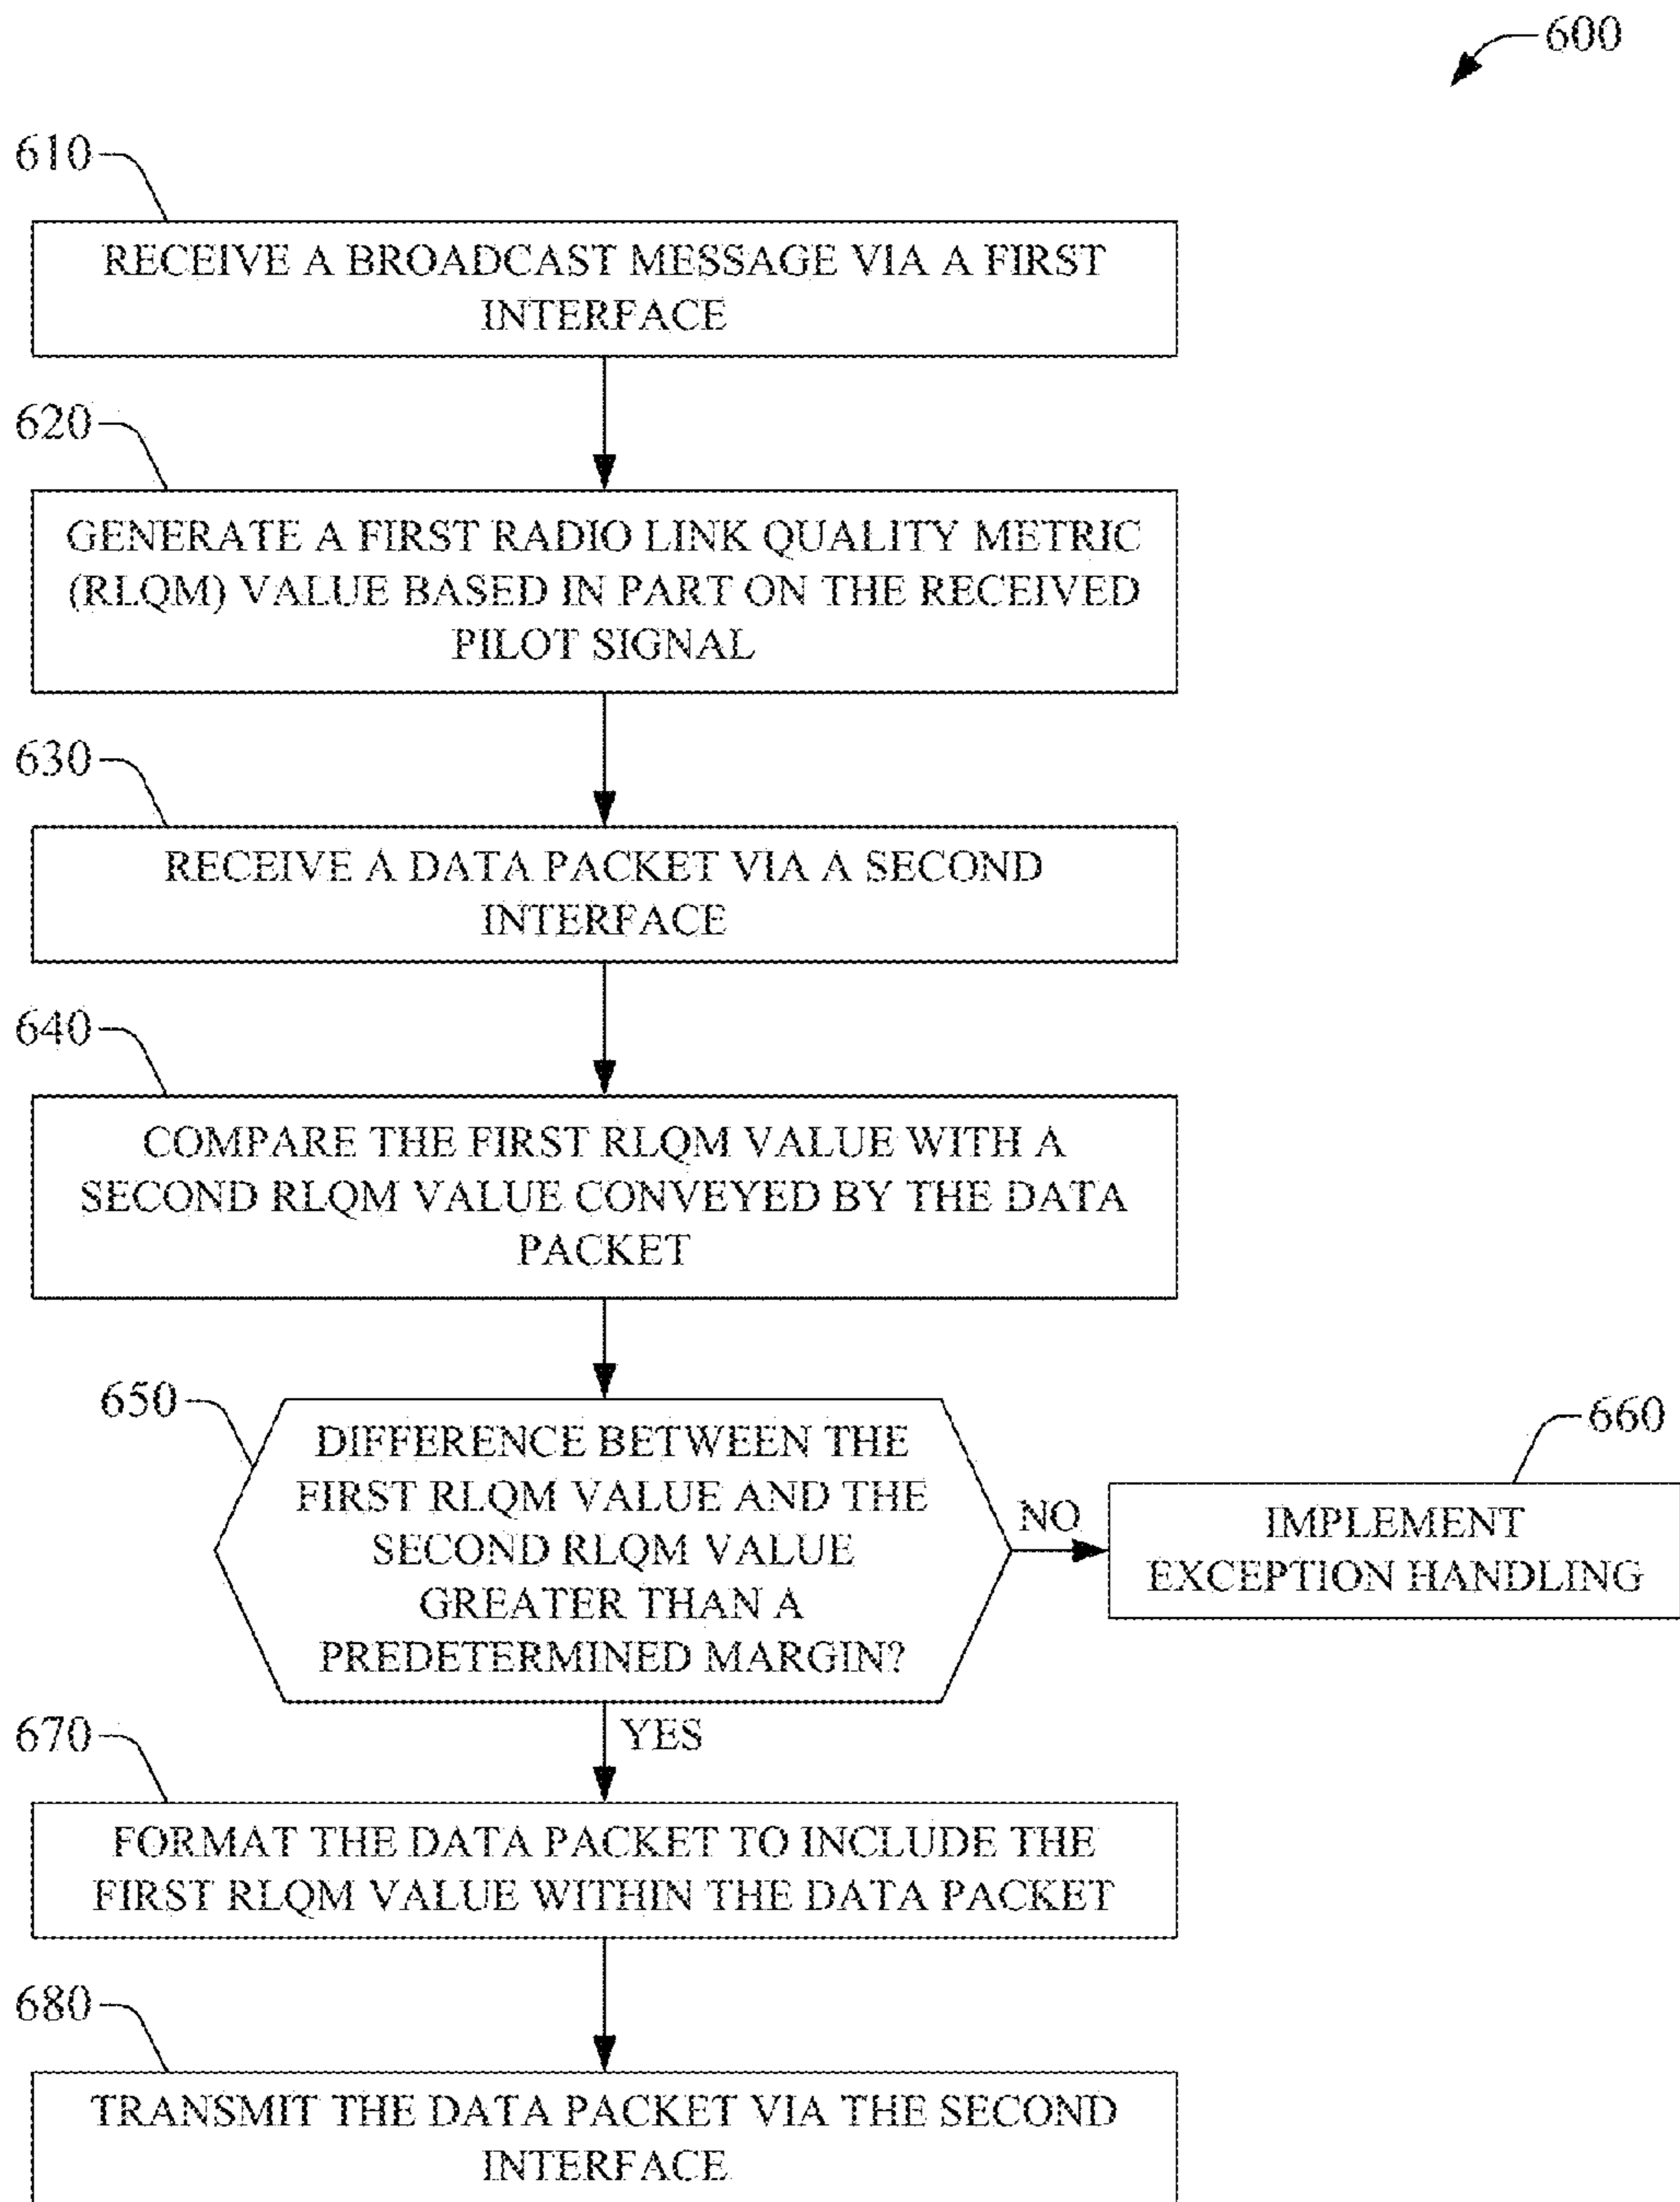 600
610
RECEIVE A BROADCAST MESSAGE VIA A FIRST
INTERFACE
620
GENERATE A FIRST RADIO LINK QUALITY METRIC
(RLQM) VALUE BASED IN PART ON THE RECEIVED
PILOT SIGNAL
630
RECEIVE A DATA PACKET VIA A SECOND
INTERFACE
640
COMPARE THE FIRST RLQM VALUE WITH A
SECOND RLQM VALUE CONVEYED BY THE DATA
PACKET
650
DIFFERENCE BETWEEN THE
FIRST RLQM VALUE AND THE
SECOND RLQM VALUE
GREATER THAN A
PREDETERMINED MARGIN?
NO
660
IMPLEMENT
EXCEPTION HANDLING
YES
670
FORMAT THE DATA PACKET TO INCLUDE THE
FIRST RLQM VALUE WITHIN THE DATA PACKET
680
TRANSMIT THE DATA PACKET VIA THE SECOND
INTERFACE